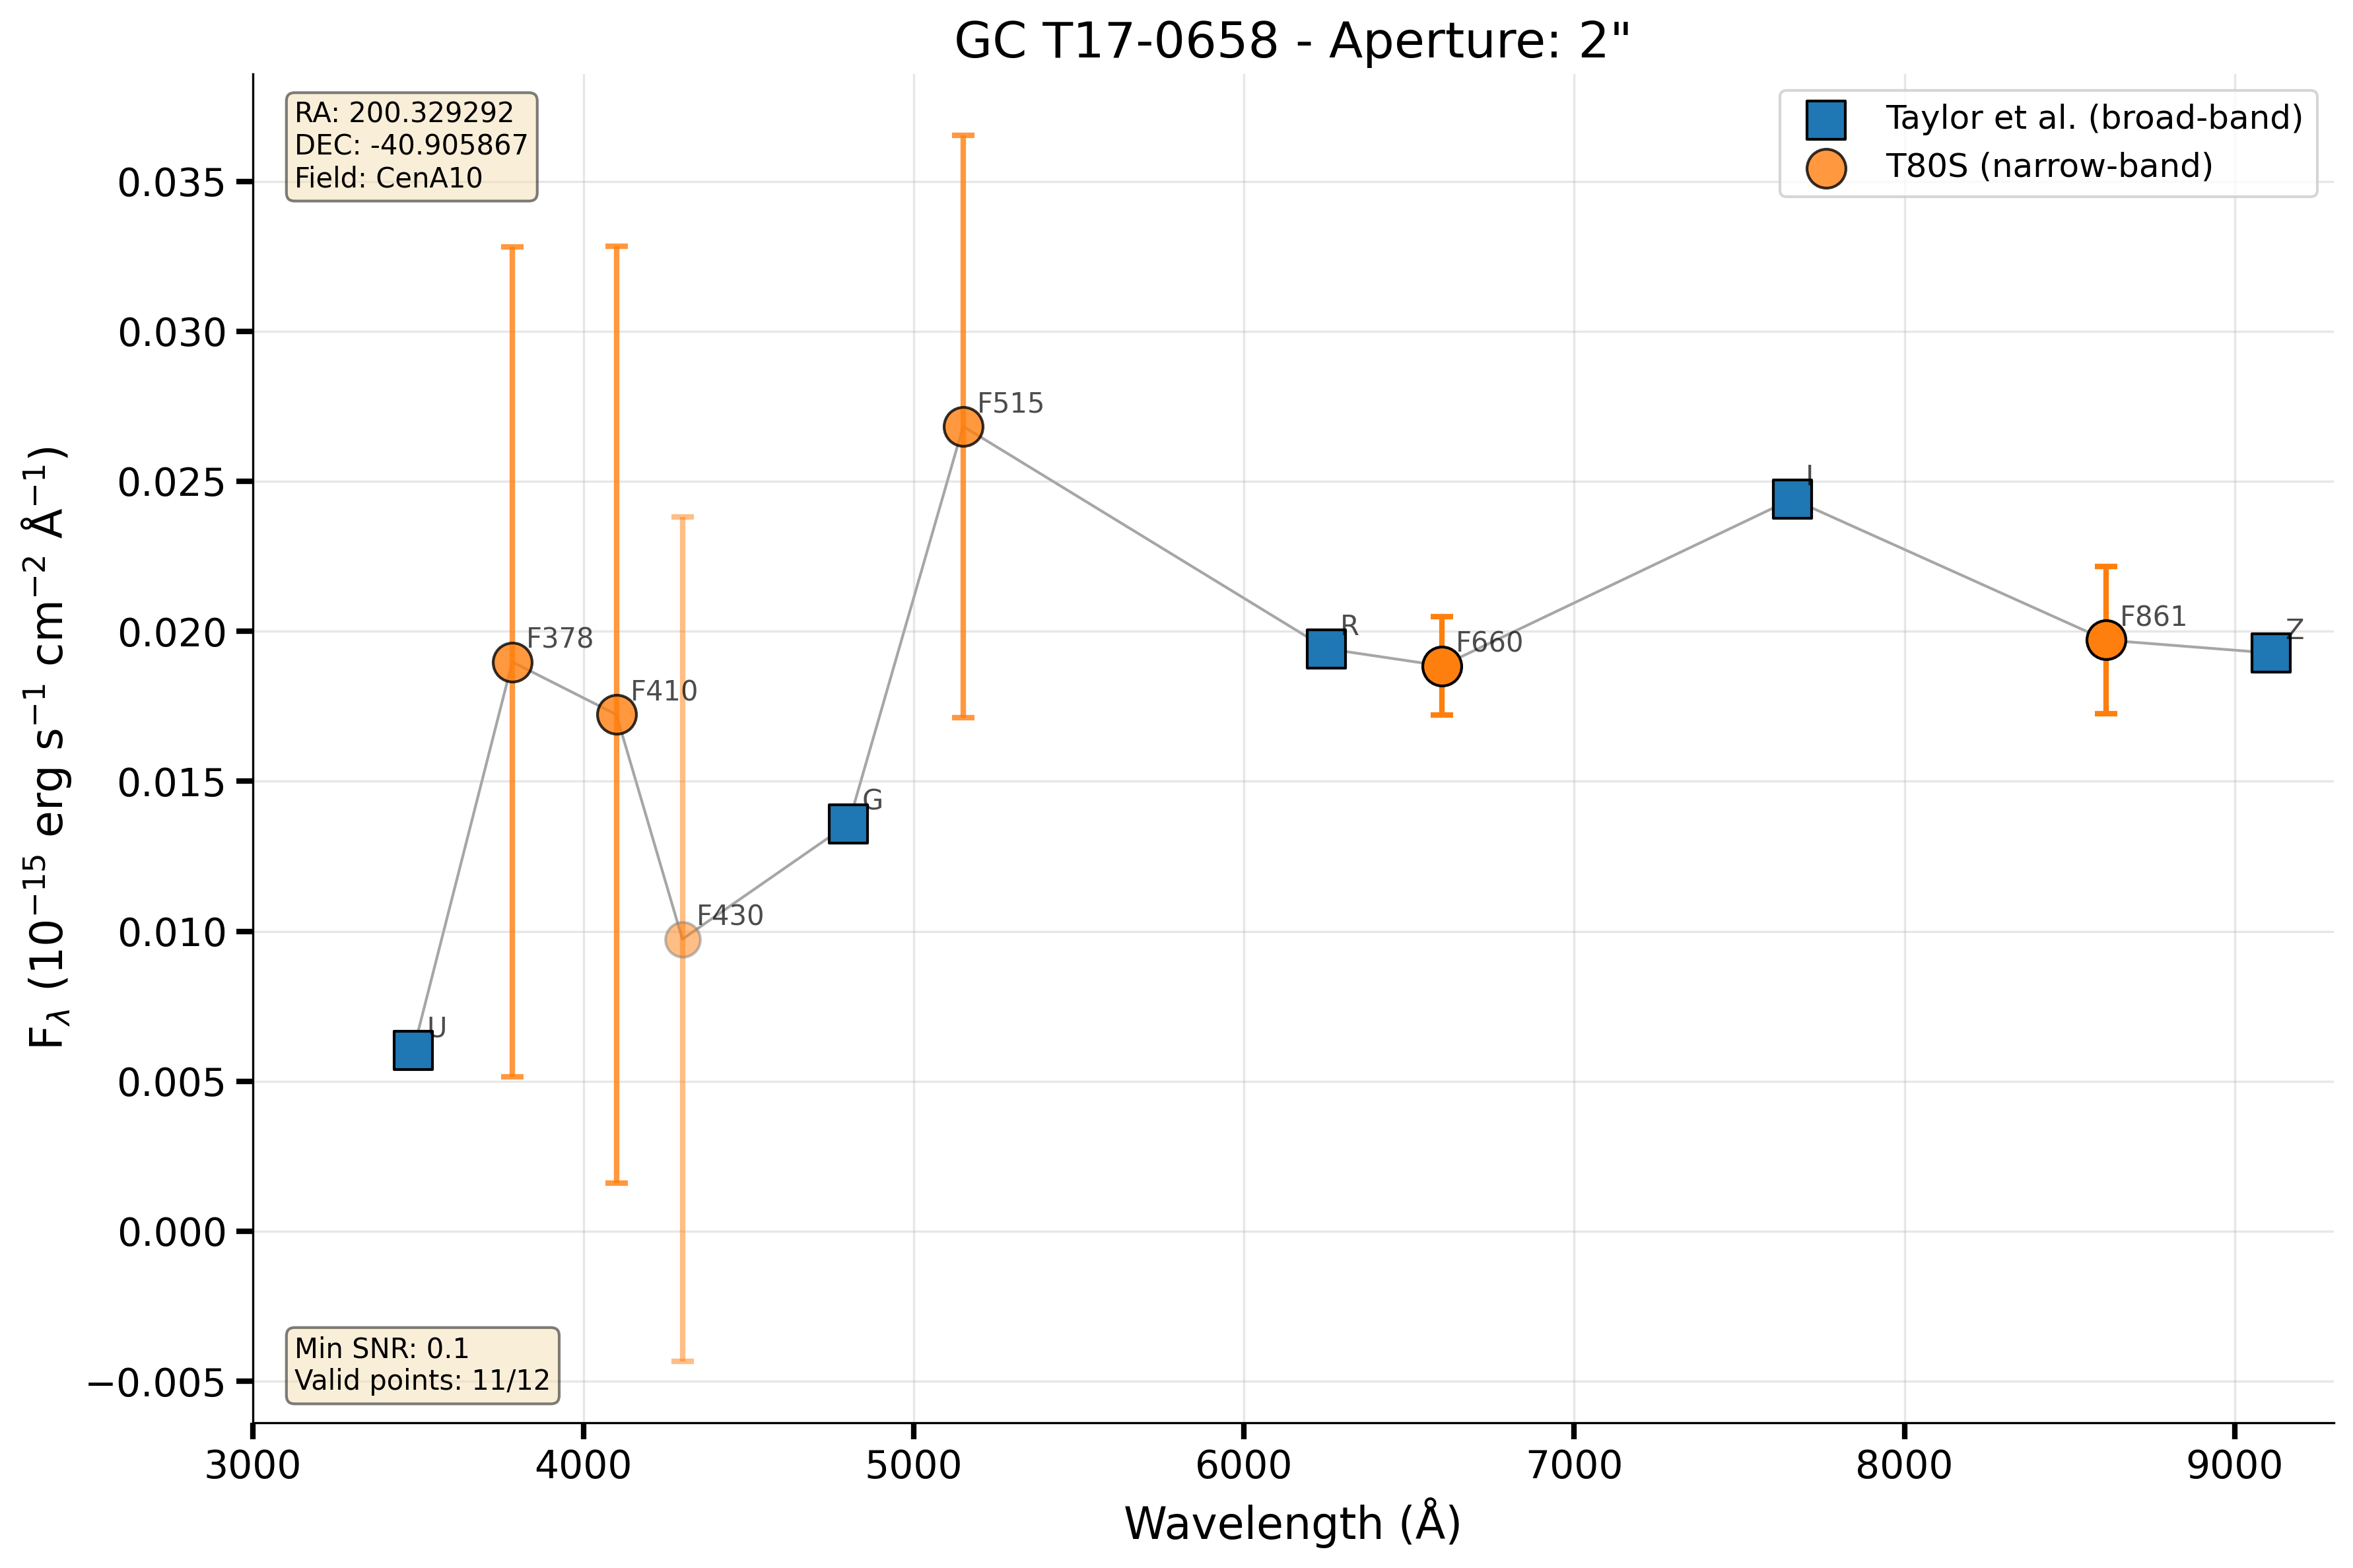 GC T17-0658 - Aperture: 2"
RA: 200.329292
DEC: -40.905867
Field: CenA10
Taylor et al. (broad-band)
T80S (narrow-band)
0.035
0.030
0.025
0.020
0.015
0.010
0.005
0.000
−0.005
F$_{λ}$ (10$^{−15}$ erg s$^{−1}$ cm$^{−2}$ Å$^{−1}$)
U
F378
F410
F430
G
F515
R
F660
I
F861
Z
Min SNR: 0.1
Valid points: 11/12
3000 4000 5000 6000 7000 8000 9000
Wavelength (Å)